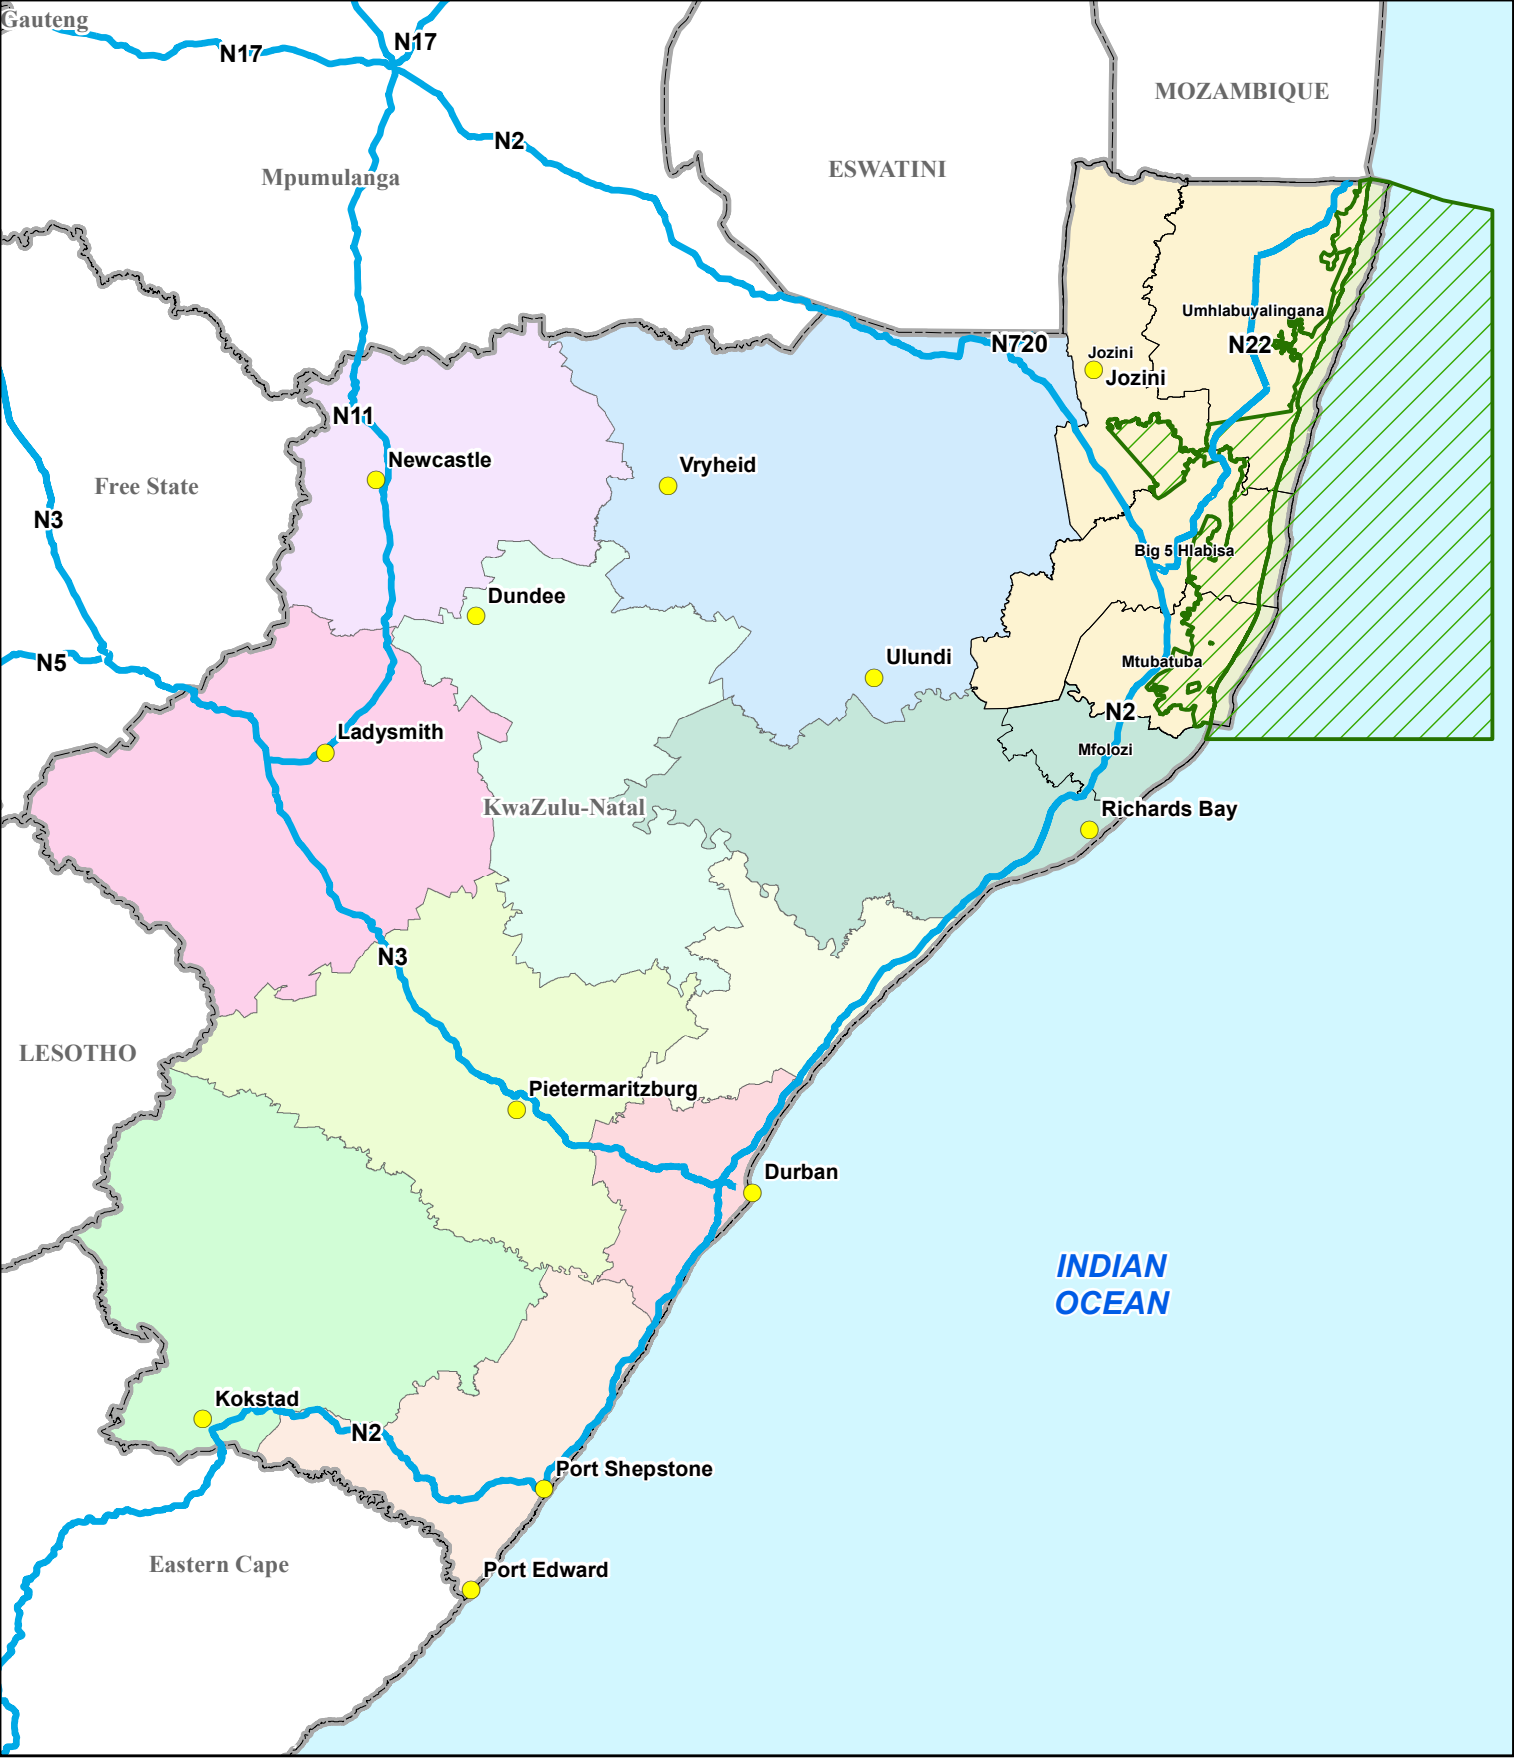 Gauteng
N17
N17
MOZAMBIQUE
N2
ESWATINI
Mpumulanga
Umhlabuyalingana
N720
N22
Jozini
Jozini
N11
Newcastle
Vryheid
Free State
N3
Big 5 Hlabisa
Dundee
N5
Ulundi
Mtubatuba
N2
Ladysmith
Mfolozi
KwaZulu-Natal
Richards Bay
N3
LESOTHO
Pietermaritzburg
Durban
INDIAN
OCEAN
Kokstad
N2
Port Shepstone
Eastern Cape
Port Edward